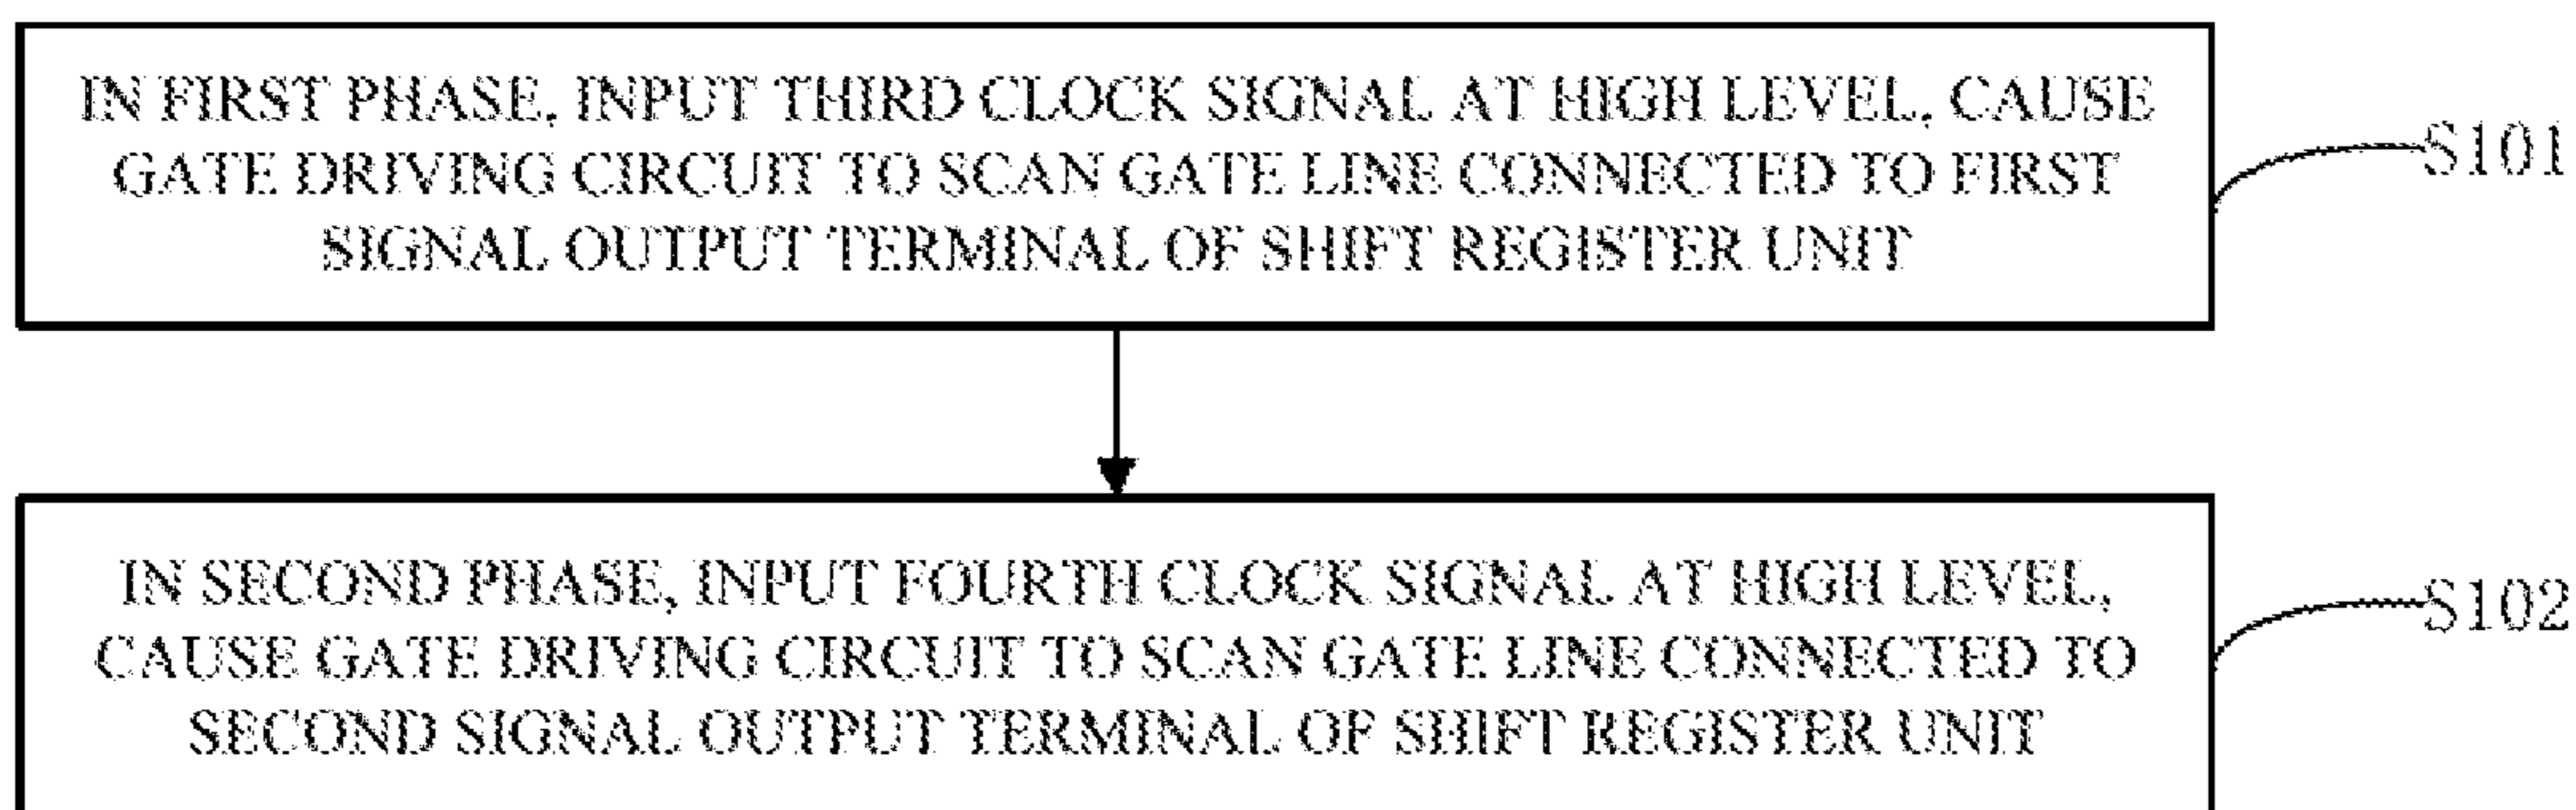 IN FIRST PHASE, INPUT THIRD CLOCK SIGNAL AT HIGH LEVEL, CAUSE
GATE DRIVING CIRCUIT TO SCAN GATE LINE CONNECTED TO FIRST
SIGNAL OUTPUT TERMINAL OF SHIFT REGISTER UNIT
S101
IN SECOND PHASE, INPUT FOURTH CLOCK SIGNAL AT HIGH LEVEL,
CAUSE GATE DRIVING CIRCUIT TO SCAN GATE LINE CONNECTED TO
SECOND SIGNAL OUTPUT TERMINAL OF SHIFT REGISTER UNIT
S102